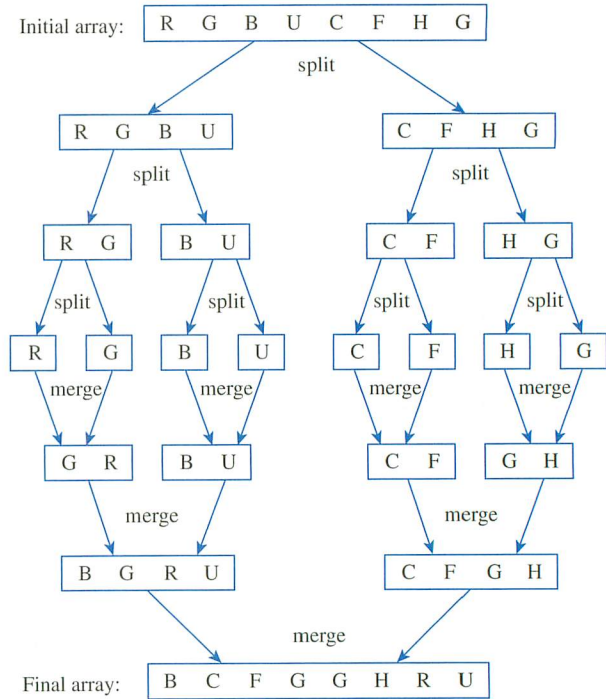 Initial array: R G B U C F H G
split
R G B U C F H G
split split
R G B U C F H G
split split split split
R G B U C F H G
merge merge merge merge
G R B U C F G H
merge merge
B G R U C F G H
merge
Final array: B C F G G H R U